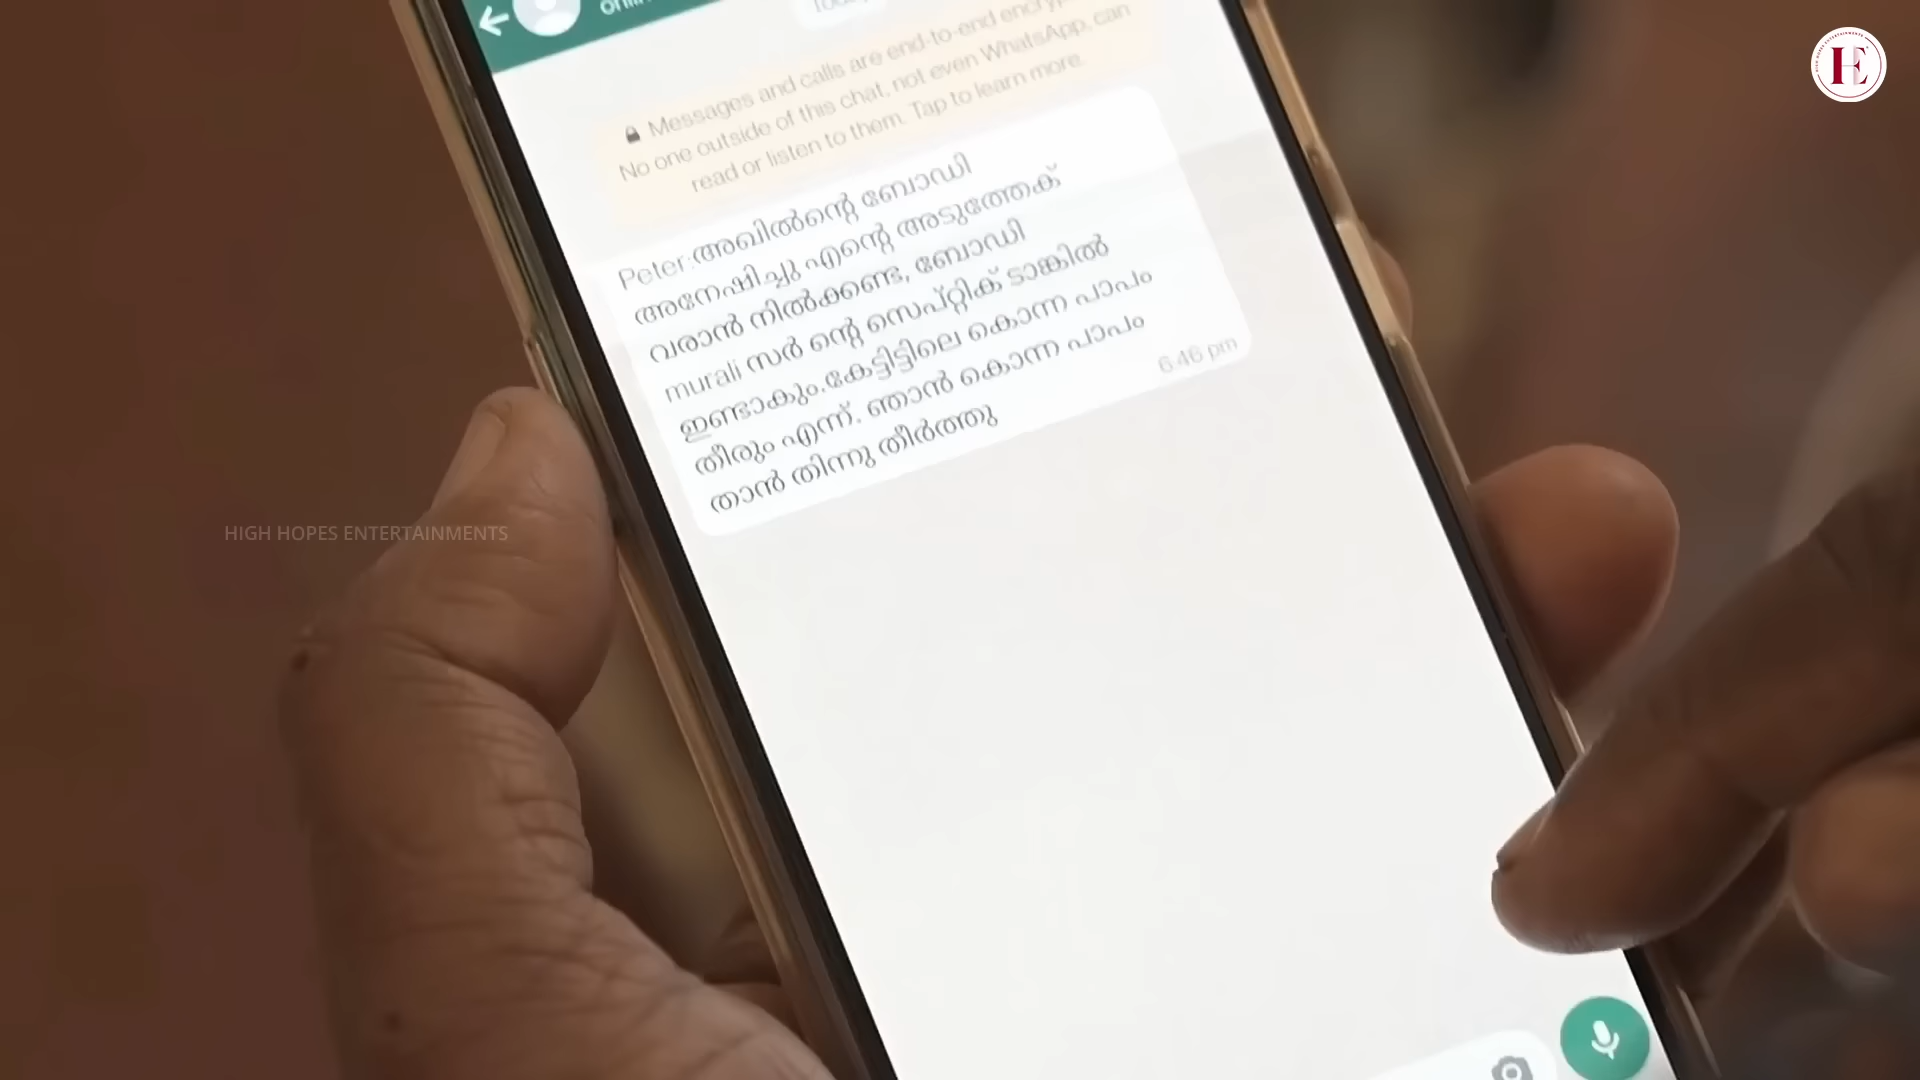 Messages and calls are end-to-end
No one outside of this chat, not even WhatsApp, can
read or listen to them. Tap to learn more.
Peter:അഖിൽന്റെ ബോഡി
അന്വേഷിച്ചു എന്റെ അടുത്തേക്
വരാൻ നിൽക്കണ്ട, ബോഡി
murali സർ ന്റെ സെപ്റ്റിക് ടാങ്കിൽ
ഇണ്ടാകും.കേട്ടിട്ടിലെ കൊന്ന പാപം
തീരും എന്ന്. ഞാൻ കൊന്ന പാപം
താൻ തിന്നു തീർത്തു
6:46 pm
HIGH HOPES ENTERTAINMENTS